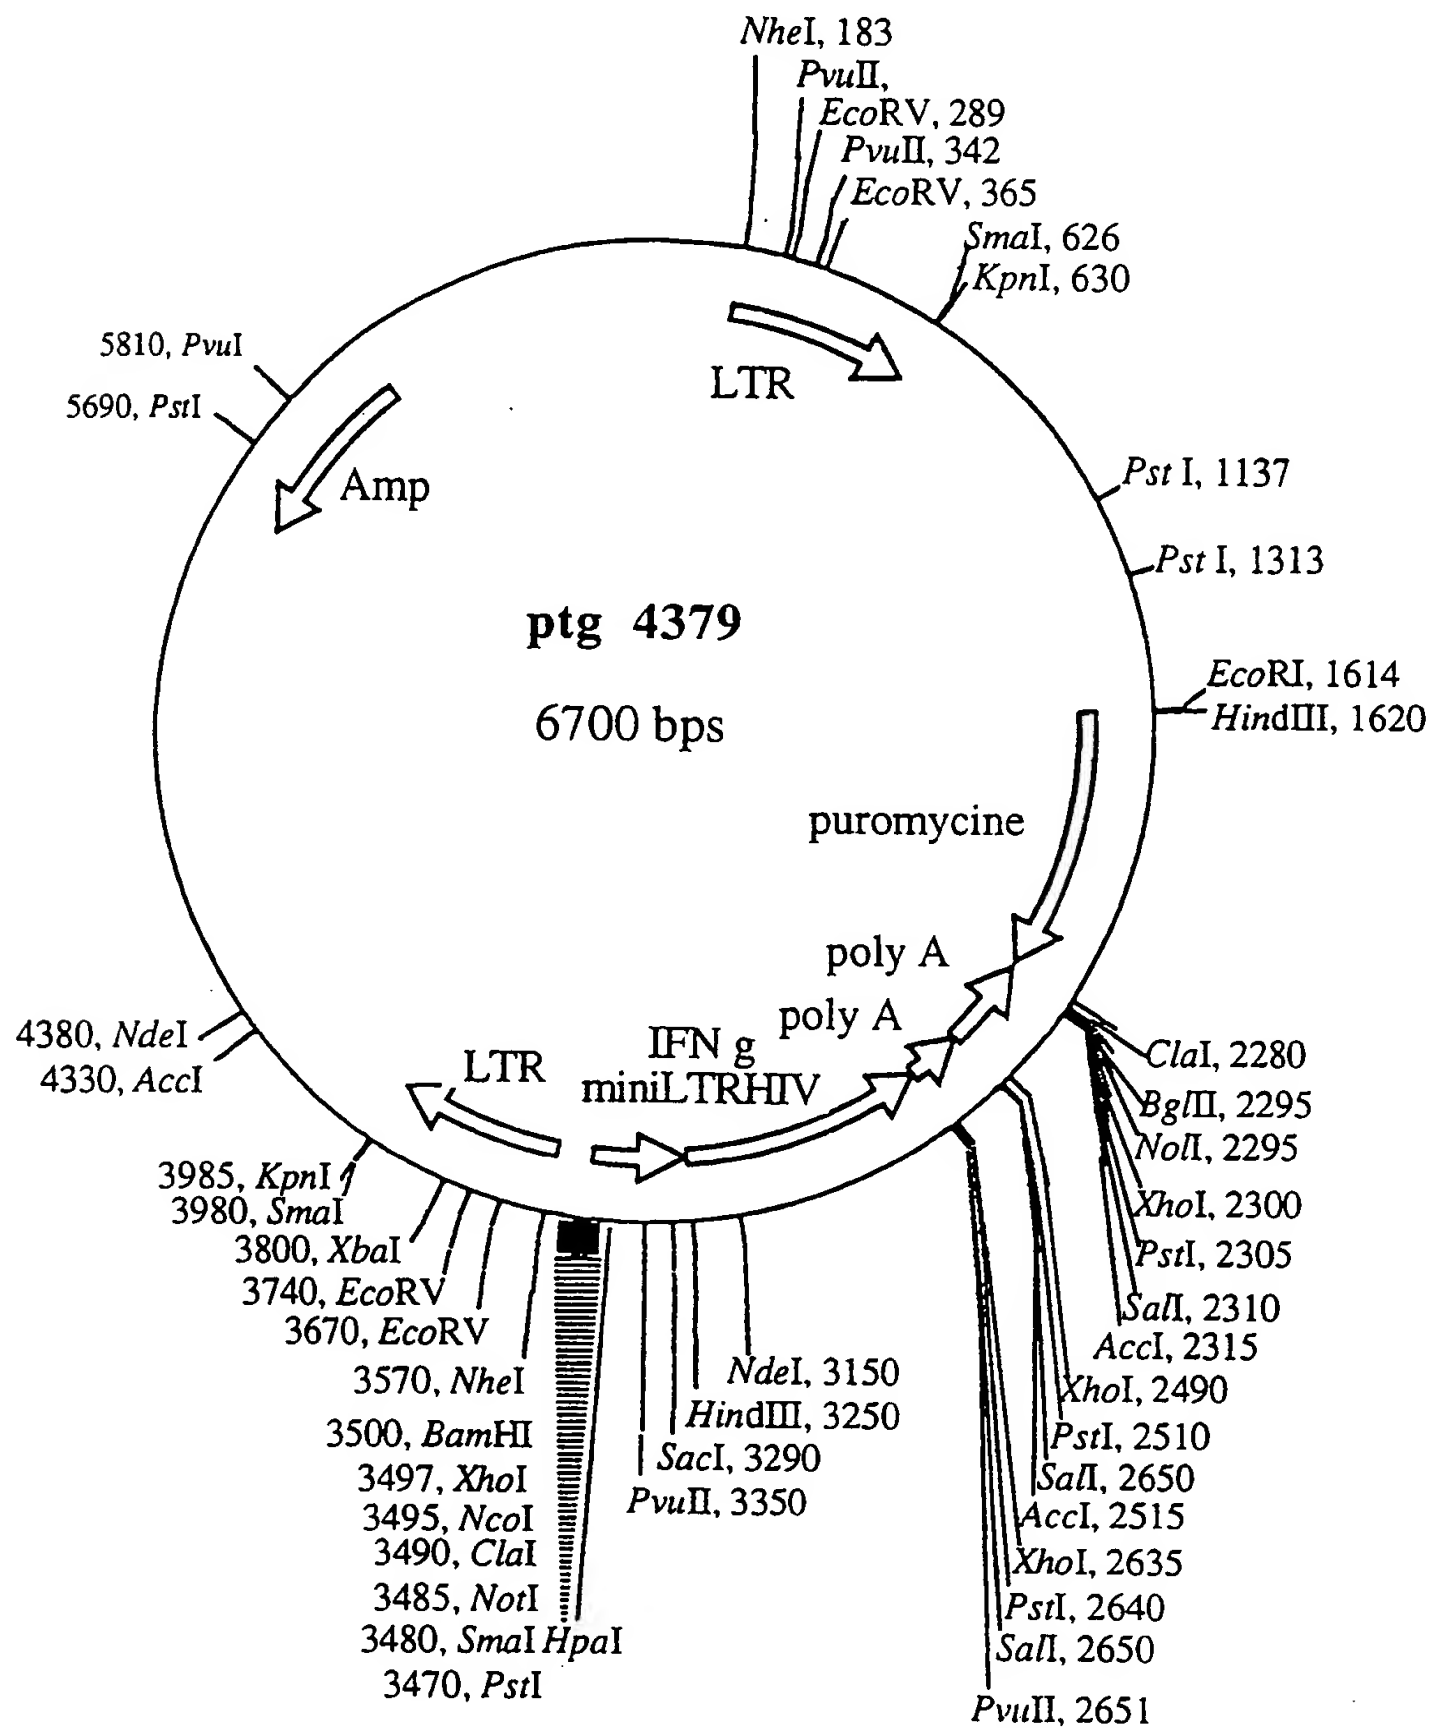 NheI, 183
PvuII,
EcoRV, 289
PvuII, 342
EcoRV, 365
SmaI, 626
KpnI, 630
5810, PvuI
5690, PstI
LTR
Amp
Pst I, 1137
Pst I, 1313
ptg 4379
6700 bps
EcoRI, 1614
HindIII, 1620
puromycine
poly A
poly A
IFN g
miniLTRHIV
LTR
4380, NdeI
4330, AccI
ClaI, 2280
BglII, 2295
NolI, 2295
XhoI, 2300
PstI, 2305
SalI, 2310
AccI, 2315
XhoI, 2490
PstI, 2510
SalI, 2650
AccI, 2515
XhoI, 2635
PstI, 2640
SalI, 2650
PvuII, 2651
3985, KpnI
3980, SmaI
3800, XbaI
3740, EcoRV
3670, EcoRV
3570, NheI
3500, BamHI
3497, XhoI
3495, NcoI
3490, ClaI
3485, NotI
3480, SmaI HpaI
3470, PstI
NdeI, 3150
HindIII, 3250
SacI, 3290
PvuII, 3350